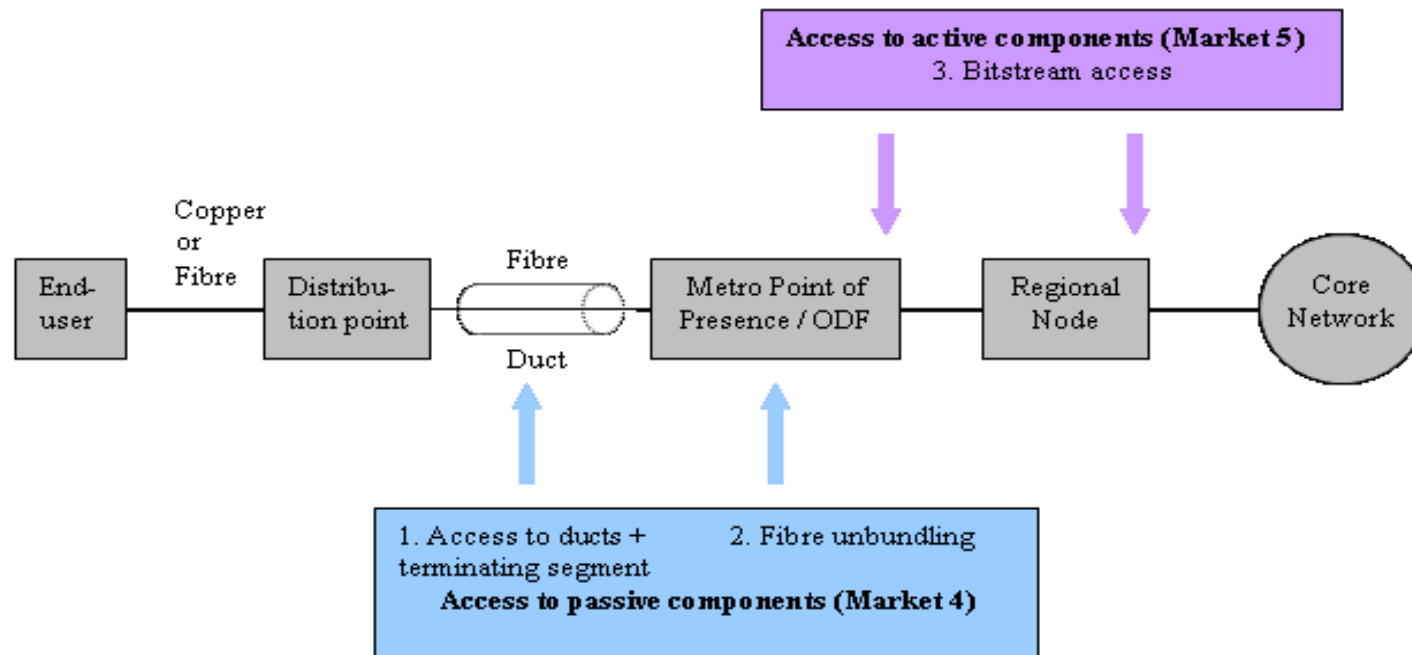 Access to active components (Market 5)
3. Bitstream access
Copper
or
Fibre
End-
user
Distribu-
tion point
Fibre
Duct
Metro Point of
Presence / ODF
Regional
Node
Core
Network
1. Access to ducts +
terminating segment
2. Fibre unbundling
Access to passive components (Market 4)